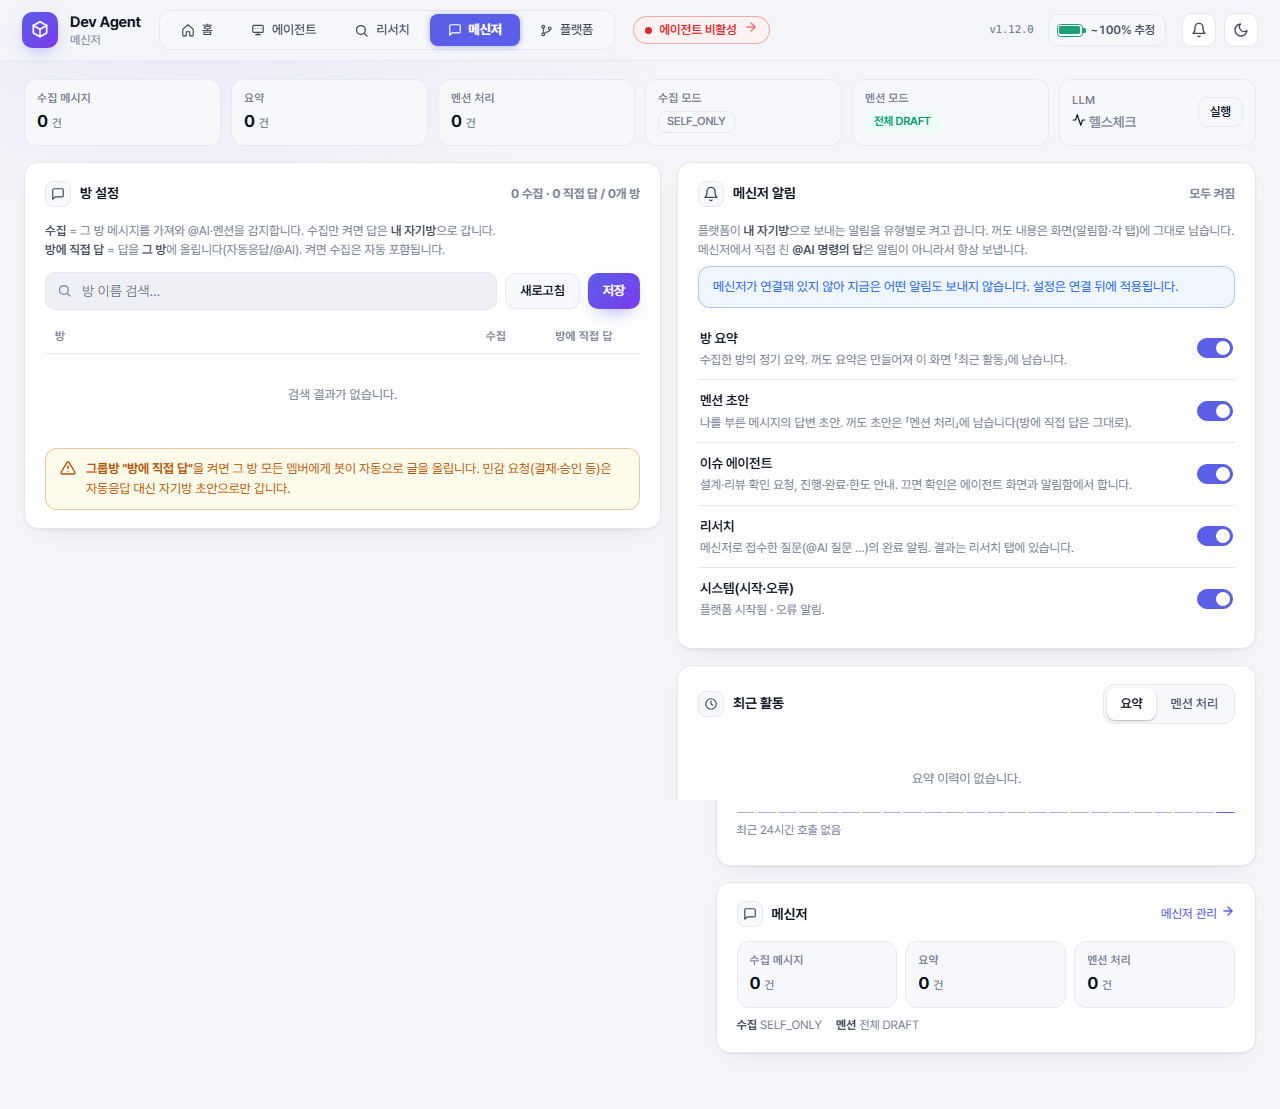 Dev Agent
메신저
홈
에이전트
리서치
메신저
플랫폼
에이전트 비활성
v1.12.0
~100% 추정
수집 메시지
0 건
요약
0 건
멘션 처리
0 건
수집 모드
SELF_ONLY
멘션 모드
전체 DRAFT
LLM
헬스체크
실행
방 설정
0 수집 · 0 직접 답 / 0개 방
수집 = 그 방 메시지를 가져와 @AI·멘션을 감지합니다. 수집만 켜면 답은 내 자기방으로 갑니다.
방에 직접 답 = 답을 그 방에 올립니다(자동응답/@AI). 켜면 수집은 자동 포함됩니다.
방 이름 검색...
새로고침
저장
방
수집
방에 직접 답
검색 결과가 없습니다.
그룹방 "방에 직접 답"을 켜면 그 방 모든 멤버에게 봇이 자동으로 글을 올립니다. 민감 요청(결재·승인 등)은
자동응답 대신 자기방 초안으로만 갑니다.
메신저 알림
모두 켜짐
플랫폼이 내 자기방으로 보내는 알림을 유형별로 켜고 끕니다. 꺼도 내용은 화면(알림함·각 탭)에 그대로 남습니다.
메신저에서 직접 친 @AI 명령의 답은 알림이 아니라서 항상 보냅니다.
메신저가 연결돼 있지 않아 지금은 어떤 알림도 보내지 않습니다. 설정은 연결 뒤에 적용됩니다.
방 요약
수집한 방의 정기 요약. 꺼도 요약은 만들어져 이 화면 「최근 활동」에 남습니다.
멘션 초안
나를 부른 메시지의 답변 초안. 꺼도 초안은 「멘션 처리」에 남습니다(방에 직접 답은 그대로).
이슈 에이전트
설계·리뷰 확인 요청, 진행·완료·한도 안내. 끄면 확인은 에이전트 화면과 알림함에서 합니다.
리서치
메신저로 접수한 질문(@AI 질문 ...)의 완료 알림. 결과는 리서치 탭에 있습니다.
시스템(시작·오류)
플랫폼 시작됨 · 오류 알림.
최근 활동
요약
멘션 처리
요약 이력이 없습니다.
최근 24시간 호출 없음
메신저
메신저 관리
수집 메시지
0 건
요약
0 건
멘션 처리
0 건
수집 SELF_ONLY 멘션 전체 DRAFT